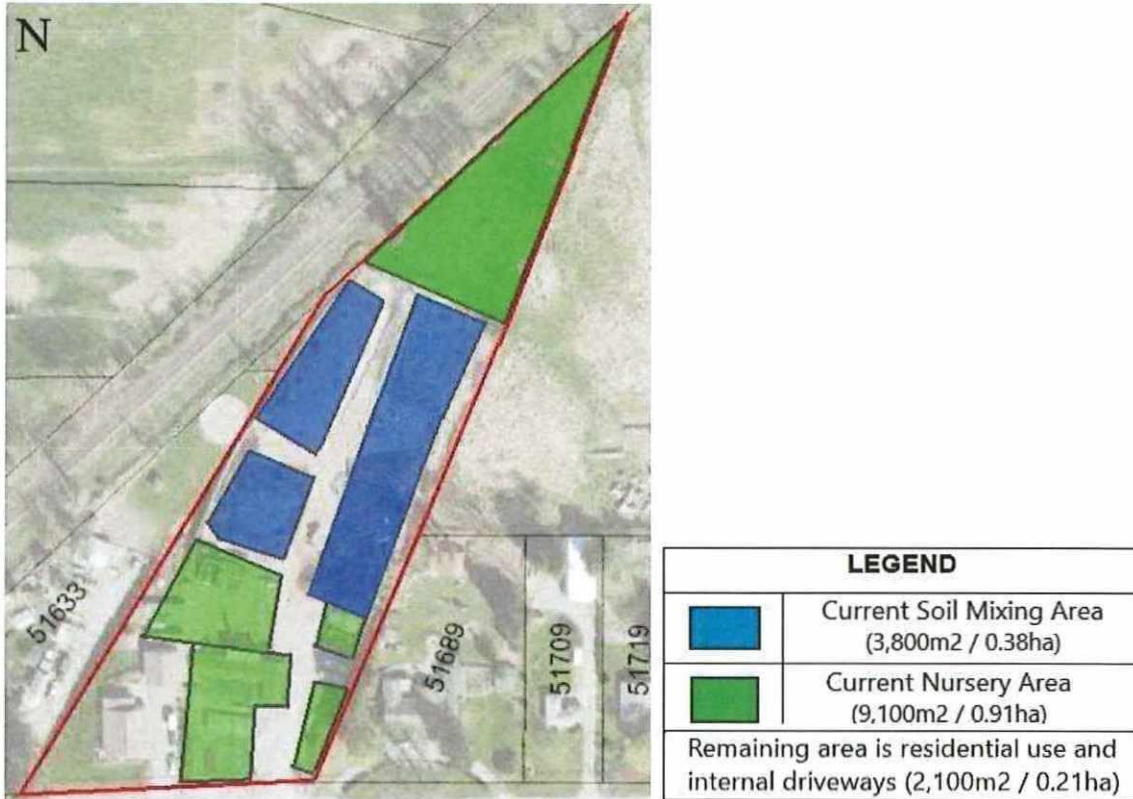 N
51633
51689
51709
51719
LEGEND
Current Soil Mixing Area
(3,800m2 / 0.38ha)
Current Nursery Area
(9,100m2 / 0.91ha)
Remaining area is residential use and
internal driveways (2,100m2 / 0.21ha)